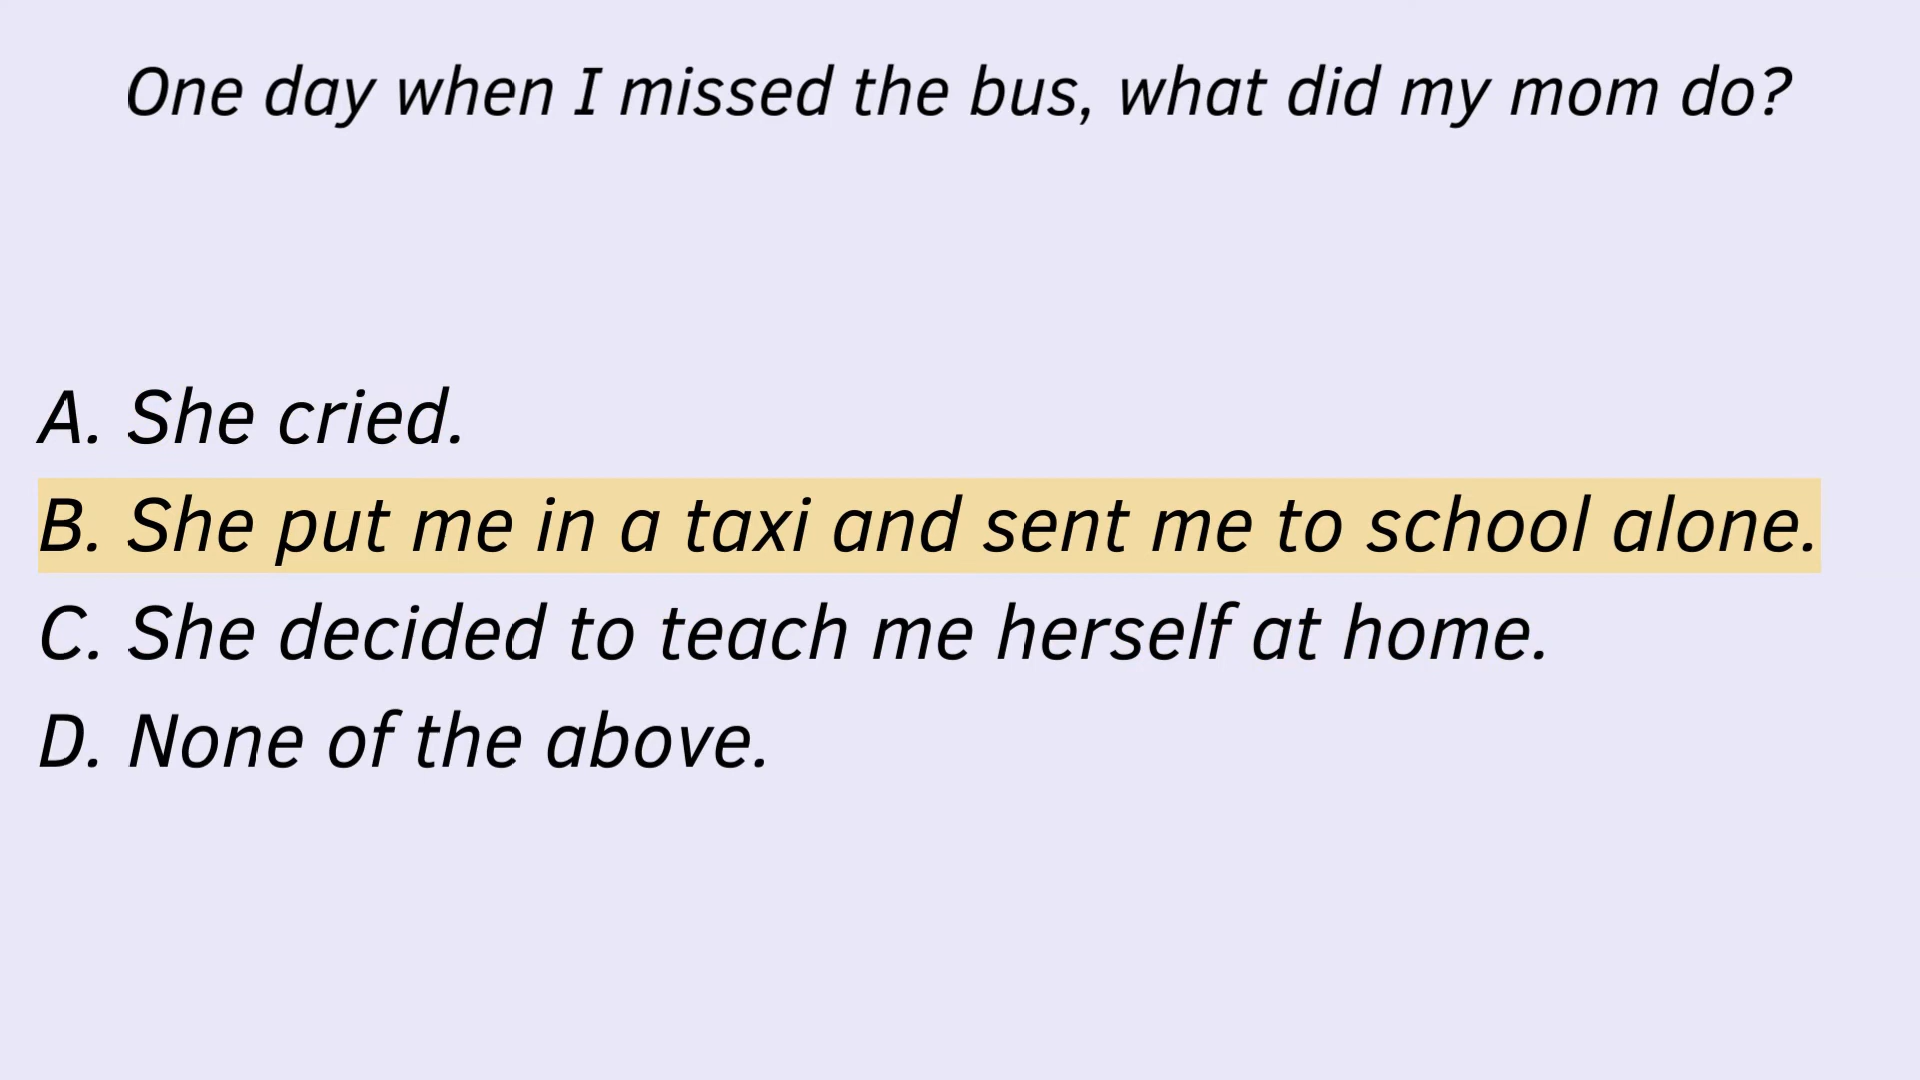 One day when I missed the bus, what did my mom do?
A. She cried.
B. She put me in a taxi and sent me to school alone.
C. She decided to teach me herself at home.
D. None of the above.